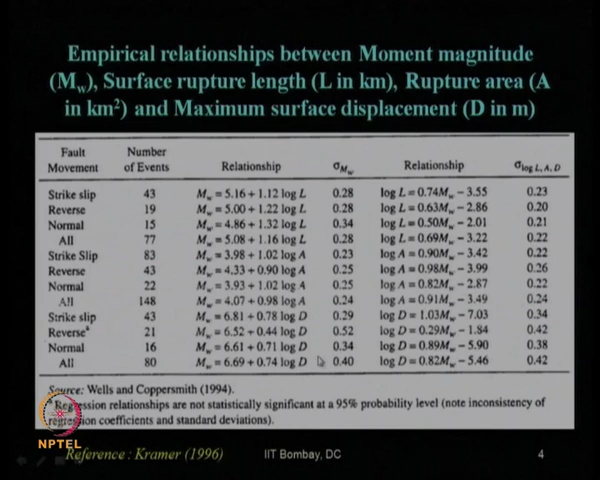 Empirical relationships between Moment magnitude
(Mw), Surface rupture length (L in km), Rupture area (A
in km²) and Maximum surface displacement (D in m)
Fault Movement Number of Events Relationship σMw Relationship σlog L, A, D
Strike slip 43 Mw = 5.16 + 1.12 log L 0.28 log L = 0.74Mw − 3.55 0.23
Reverse 19 Mw = 5.00 + 1.22 log L 0.28 log L = 0.63Mw − 2.86 0.20
Normal 15 Mw = 4.86 + 1.32 log L 0.34 log L = 0.50Mw − 2.01 0.21
All 77 Mw = 5.08 + 1.16 log L 0.28 log L = 0.69Mw − 3.22 0.22
Strike Slip 83 Mw = 3.98 + 1.02 log A 0.23 log A = 0.90Mw − 3.42 0.22
Reverse 43 Mw = 4.33 + 0.90 log A 0.25 log A = 0.98Mw − 3.99 0.26
Normal 22 Mw = 3.93 + 1.02 log A 0.25 log A = 0.82Mw − 2.87 0.22
All 148 Mw = 4.07 + 0.98 log A 0.24 log A = 0.91Mw − 3.49 0.24
Strike slip 43 Mw = 6.81 + 0.78 log D 0.29 log D = 1.03Mw − 7.03 0.34
Reverseª 21 Mw = 6.52 + 0.44 log D 0.52 log D = 0.29Mw − 1.84 0.42
Normal 16 Mw = 6.61 + 0.71 log D 0.34 log D = 0.89Mw − 5.90 0.38
All 80 Mw = 6.69 + 0.74 log D 0.40 log D = 0.82Mw − 5.46 0.42
Source: Wells and Coppersmith (1994).
ª Regression relationships are not statistically significant at a 95% probability level (note inconsistency of
regression coefficients and standard deviations).
NPTEL
Reference : Kramer (1996) IIT Bombay, DC 4